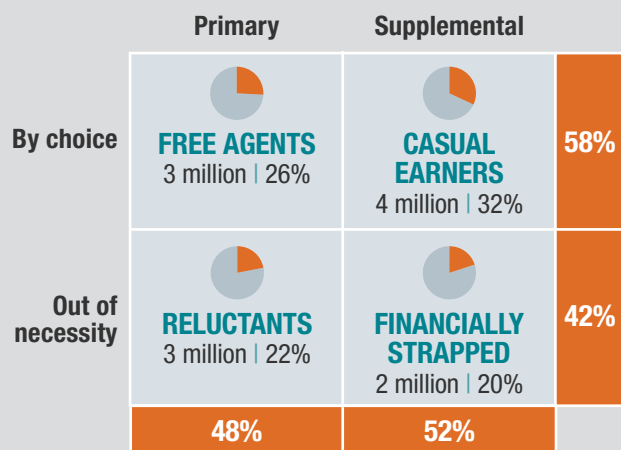 Primary
Supplemental
By choice
FREE AGENTS
3 million | 26%
CASUAL
EARNERS
4 million | 32%
58%
Out of
necessity
RELUCTANTS
3 million | 22%
FINANCIALLY
STRAPPED
2 million | 20%
42%
48%
52%